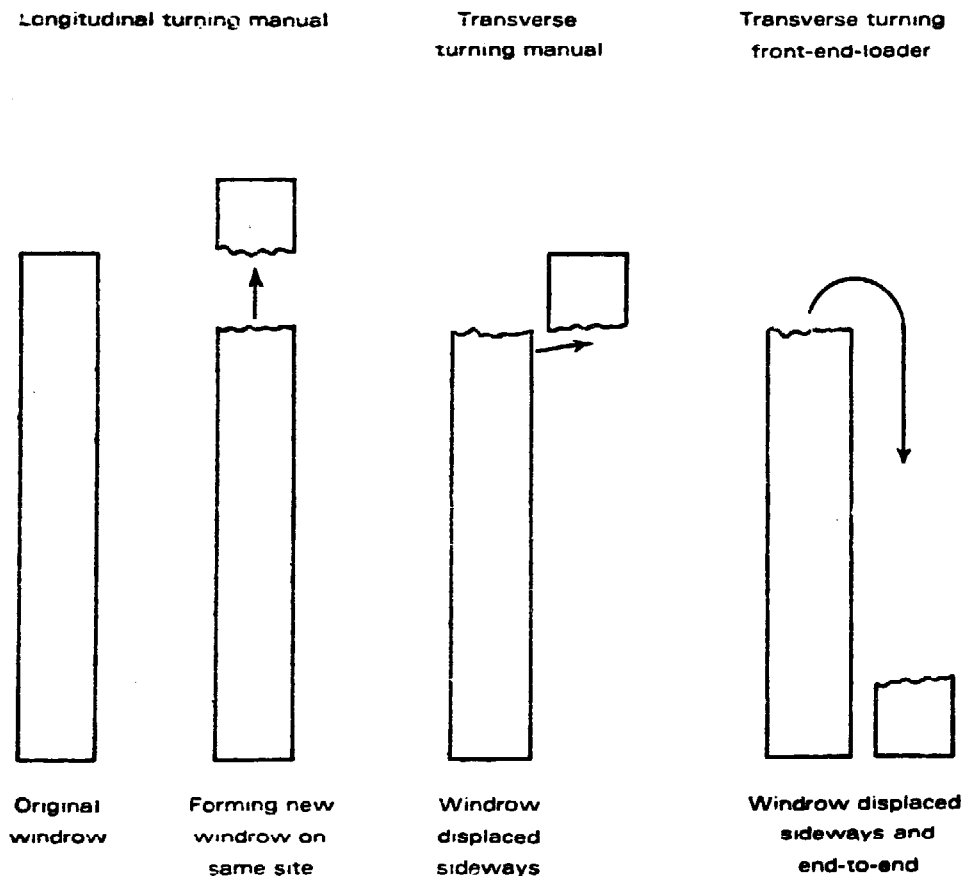 Longitudinal turning manual
Transverse
turning manual
Transverse turning
front-end-loader
Original
windrow
Forming new
windrow on
same site
Windrow
displaced
sideways
Windrow displaced
sideways and
end-to-end